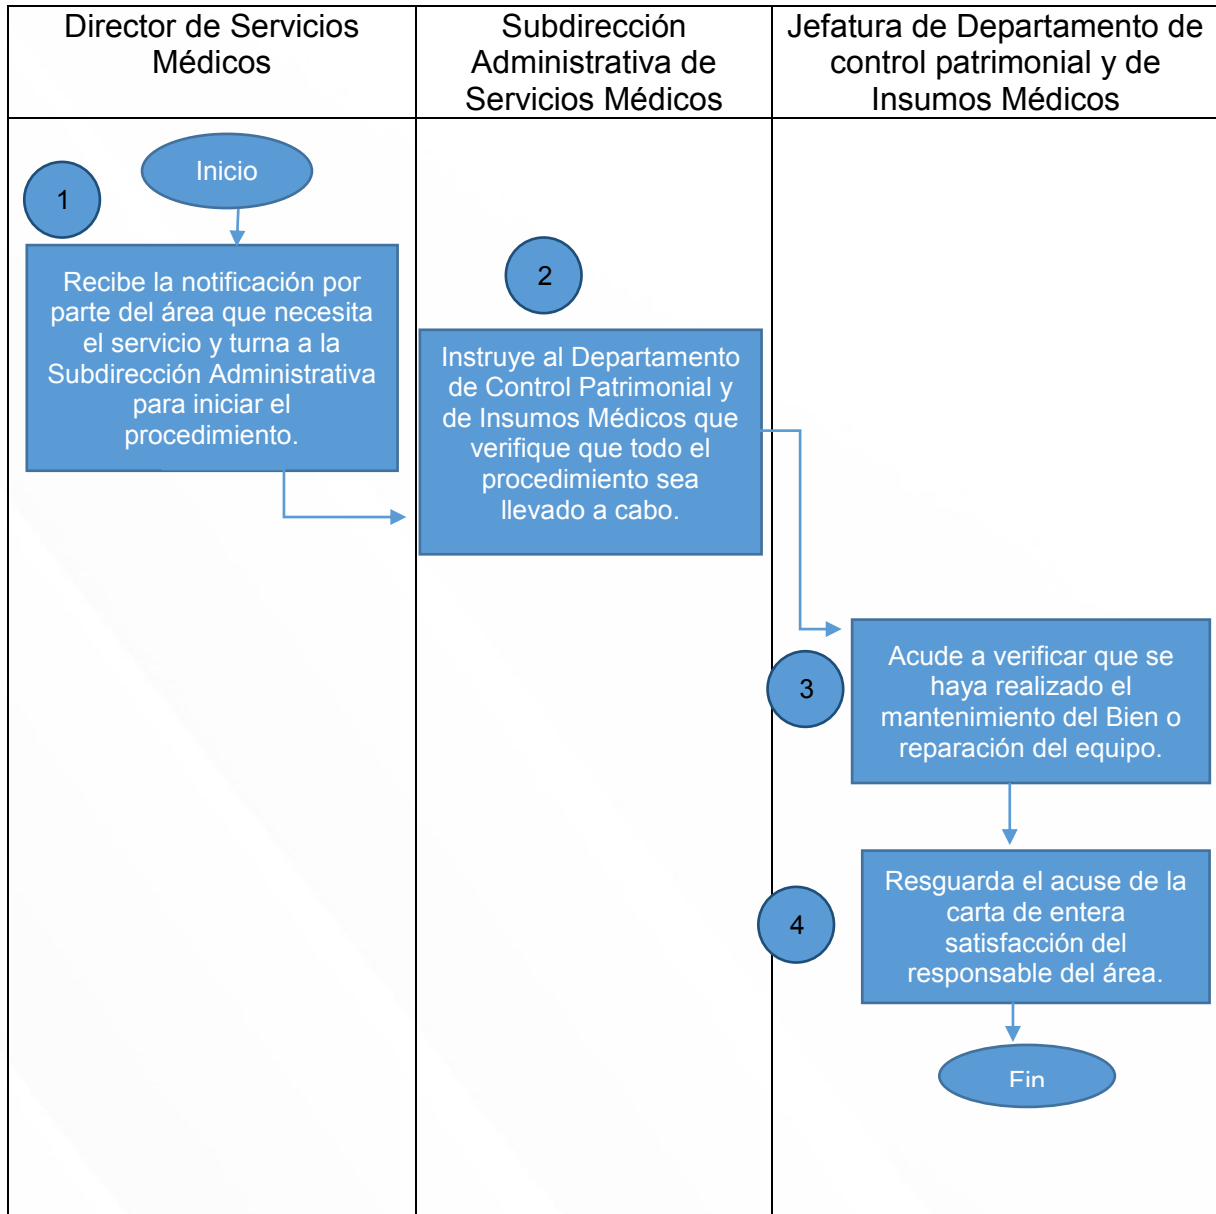 Director de Servicios
Médicos
Subdirección
Administrativa de
Servicios Médicos
Jefatura de Departamento de
control patrimonial y de
Insumos Médicos
Inicio
1
Recibe la notificación por
parte del área que necesita
el servicio y turna a la
Subdirección Administrativa
para iniciar el
procedimiento.
2
Instruye al Departamento
de Control Patrimonial y
de Insumos Médicos que
verifique que todo el
procedimiento sea
llevado a cabo.
3
Acude a verificar que se
haya realizado el
mantenimiento del Bien o
reparación del equipo.
4
Resguarda el acuse de la
carta de entera
satisfacción del
responsable del área.
Fin